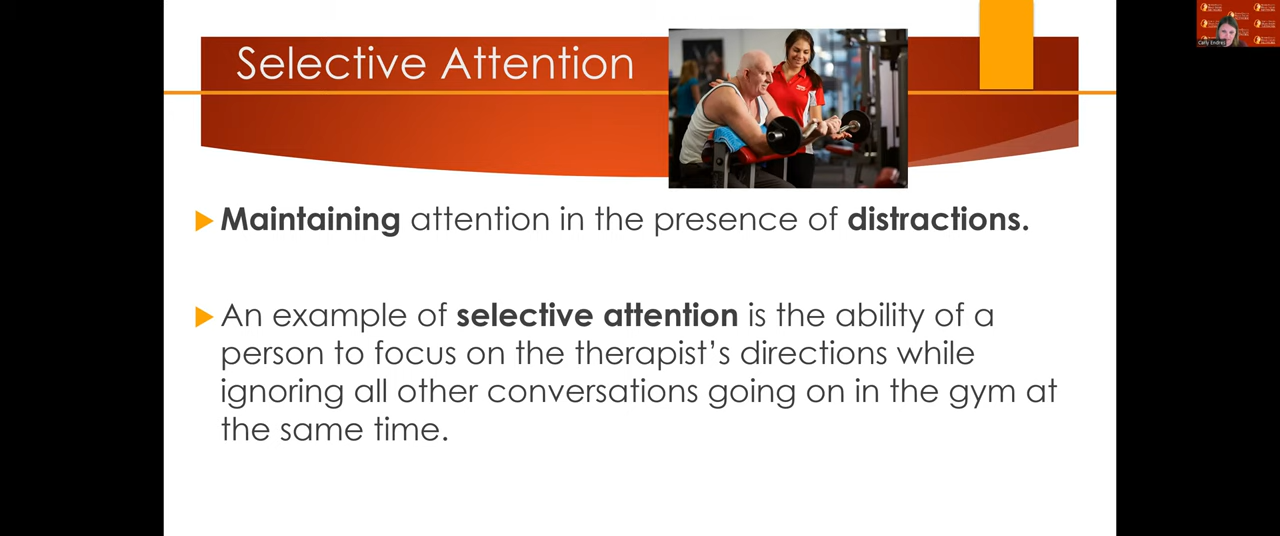 Selective Attention
Carly Endres
Maintaining attention in the presence of distractions.
An example of selective attention is the ability of a
person to focus on the therapist's directions while
ignoring all other conversations going on in the gym at
the same time.